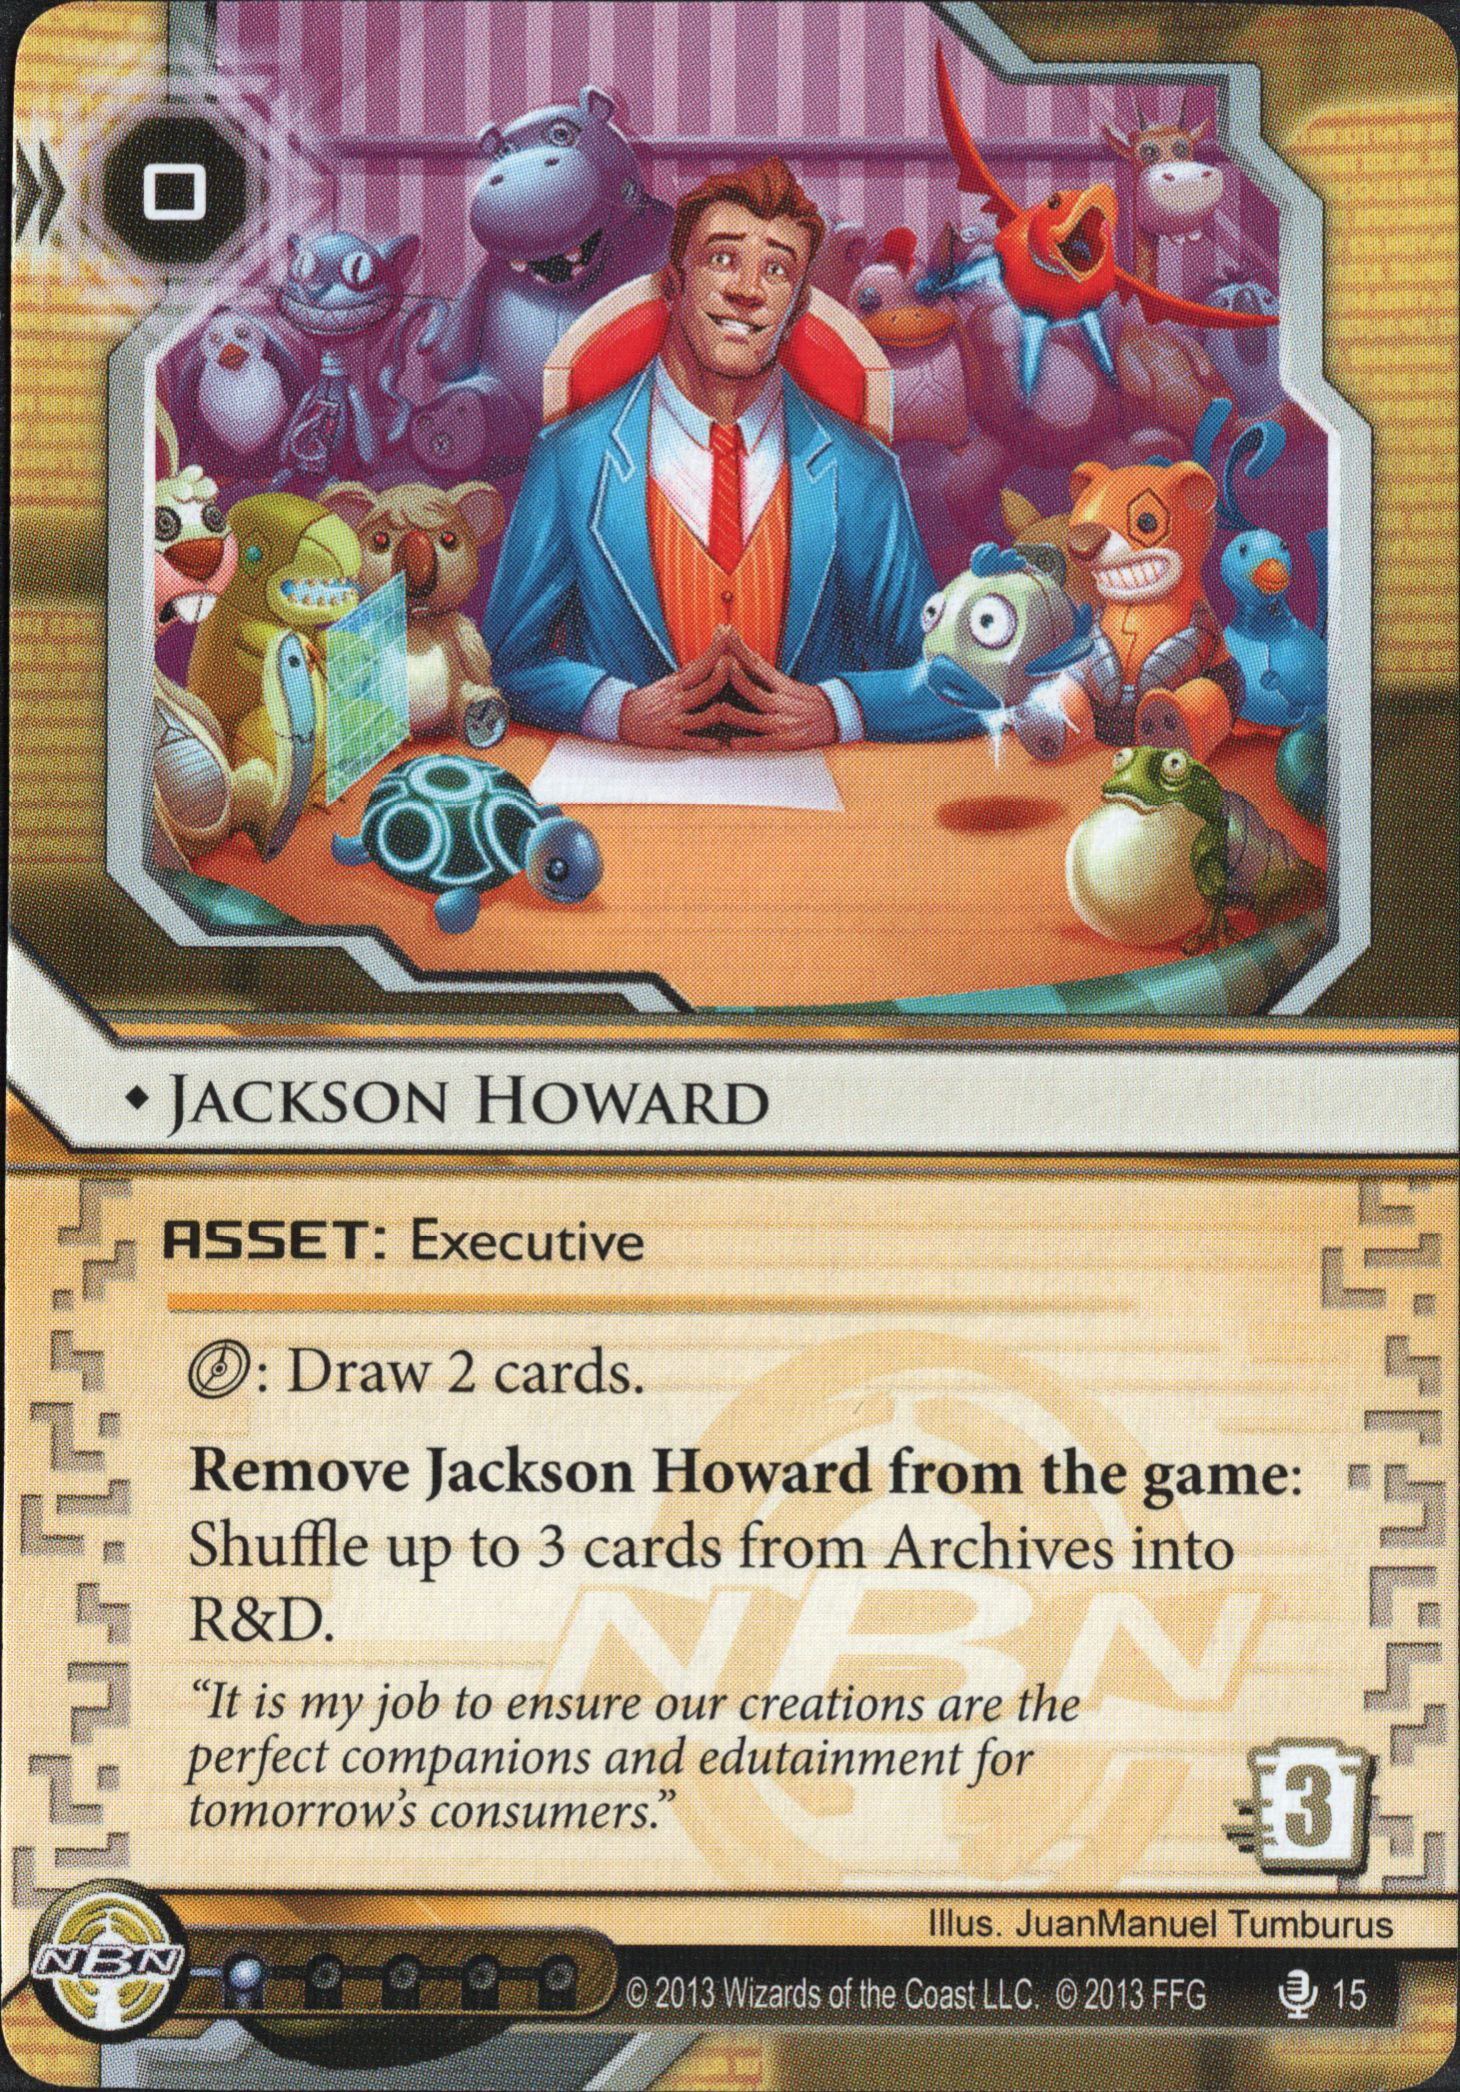 0
◆ JACKSON HOWARD
ASSET: Executive
: Draw 2 cards.
Remove Jackson Howard from the game:
Shuffle up to 3 cards from Archives into
R&D.
“It is my job to ensure our creations are the
perfect companions and edutainment for
tomorrow’s consumers.”
3
NBN
Illus. JuanManuel Tumburus
NBN
© 2013 Wizards of the Coast LLC. © 2013 FFG
15